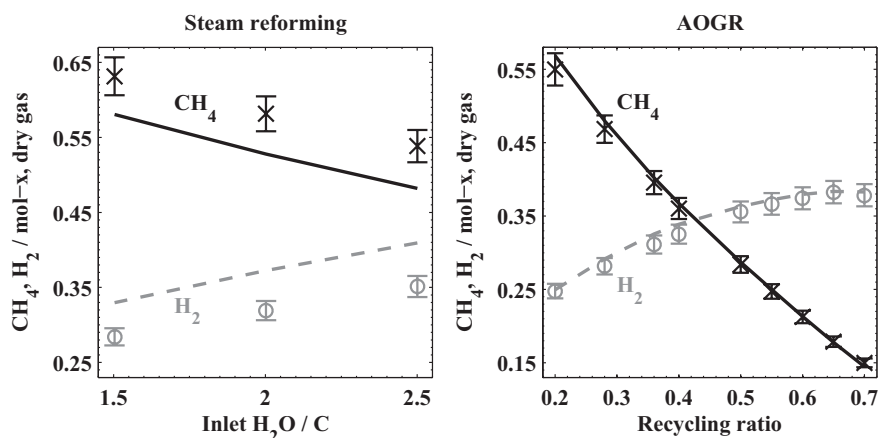 Steam reforming
CH4, H2 / mol−x, dry gas
0.65
0.55
0.45
0.35
0.25
CH4
H2
1.5
2
2.5
Inlet H2O / C
AOGR
CH4, H2 / mol−x, dry gas
0.55
0.45
0.35
0.25
0.15
CH4
H2
0.2
0.3
0.4
0.5
0.6
0.7
Recycling ratio